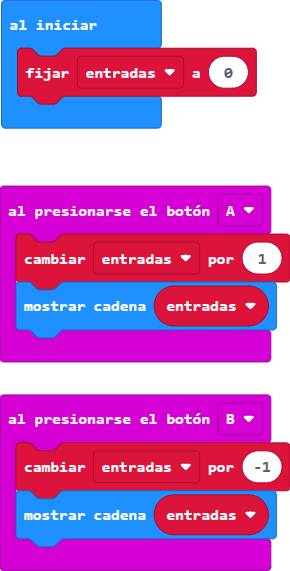 al iniciar
fijar entradas a 0
al presionarse el botón A
cambiar entradas por 1
mostrar cadena entradas
al presionarse el botón B
cambiar entradas por -1
mostrar cadena entradas